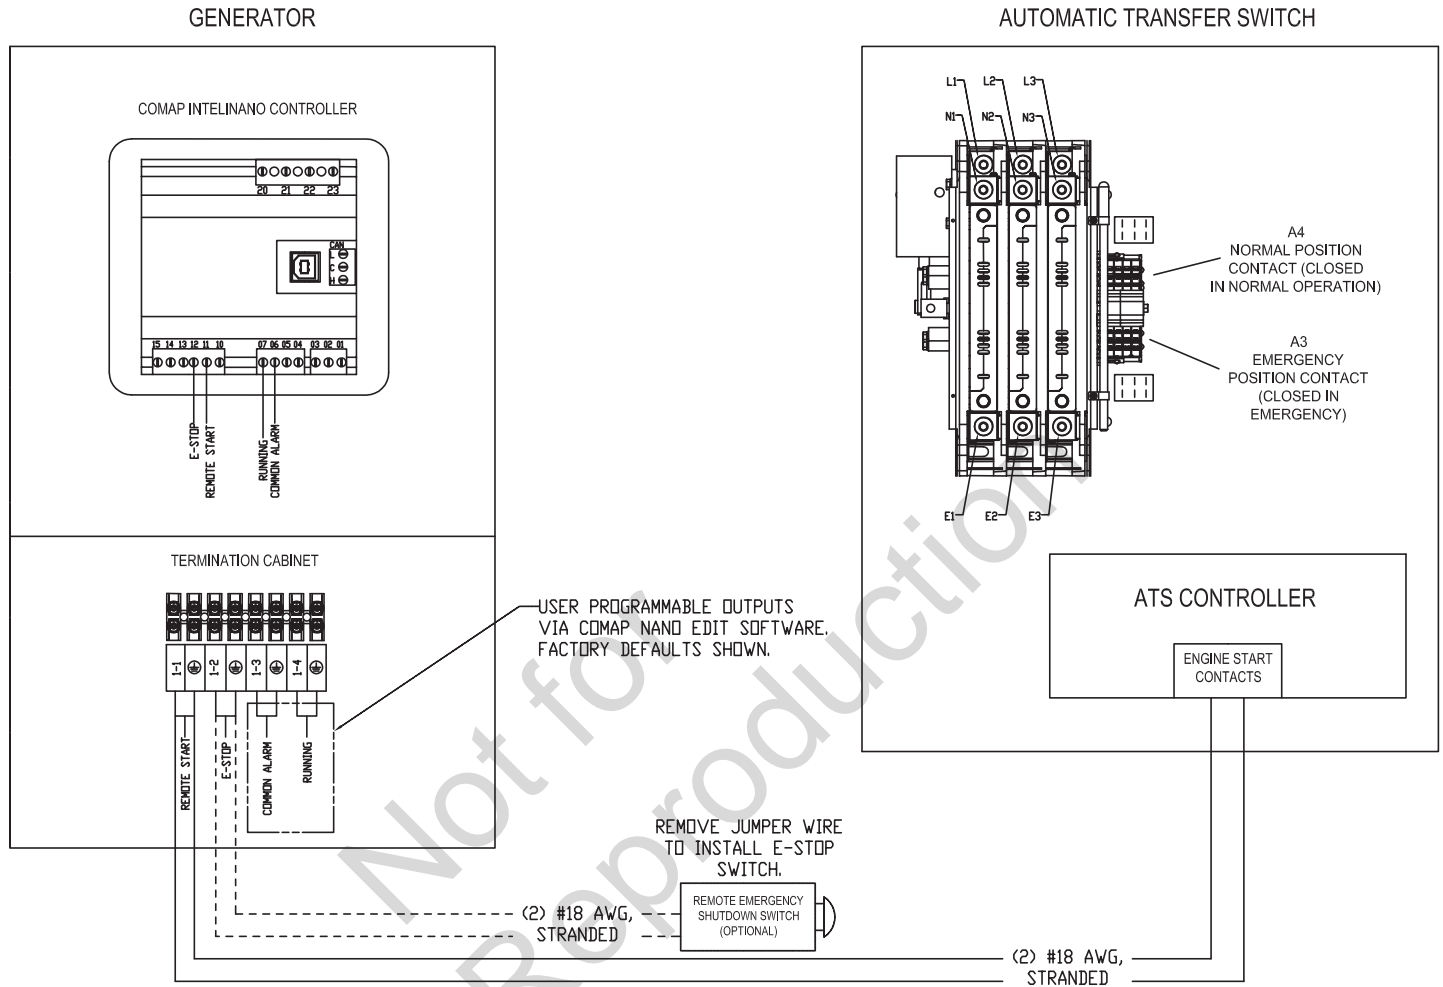 GENERATOR
AUTOMATIC TRANSFER SWITCH
COMAP INTELINANO CONTROLLER
20 21 22 23
CAN
L
C
H
15 14 13 12 11 10
07 06 05 04
03 02 01
E-STOP
REMOTE START
RUNNING
COMMON ALARM
L1
L2
L3
N1
N2
N3
A4
NORMAL POSITION
CONTACT (CLOSED
IN NORMAL OPERATION)
A3
EMERGENCY
POSITION CONTACT
(CLOSED IN
EMERGENCY)
E1
E2
E3
TERMINATION CABINET
1-1
1-2
1-3
1-4
REMOTE START
E-STOP
COMMON ALARM
RUNNING
USER PROGRAMMABLE OUTPUTS
VIA COMAP NANO EDIT SOFTWARE.
FACTORY DEFAULTS SHOWN.
ATS CONTROLLER
ENGINE START
CONTACTS
REMOVE JUMPER WIRE
TO INSTALL E-STOP
SWITCH.
REMOTE EMERGENCY
SHUTDOWN SWITCH
(OPTIONAL)
(2) #18 AWG,
STRANDED
(2) #18 AWG,
STRANDED
Not for
Reproduction